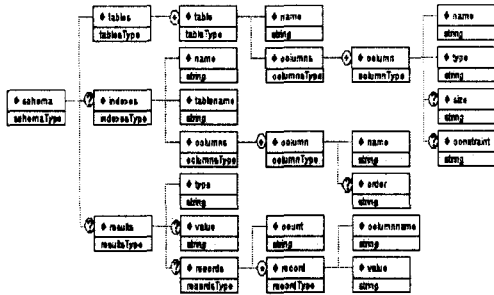 tables
tablesType
table
tableType
name
string
columns
columnsType
column
columnType
name
string
type
string
size
string
constraint
string
schema
schemaType
indexes
indexesType
name
string
tablename
string
columns
columnsType
column
columnType
name
string
order
string
results
resultsType
type
string
value
string
records
recordsType
count
string
record
recordType
columnname
string
value
string